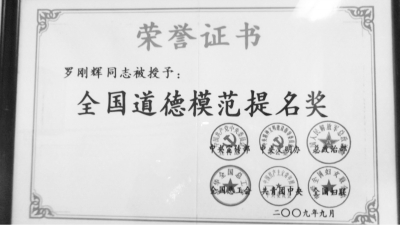 荣誉证书
罗刚辉同志被授予:
全国道德模范提名奖
中央宣传部 中央文明办 总政治部
全国总工会 共青团中央 全国妇联
二〇〇九年九月